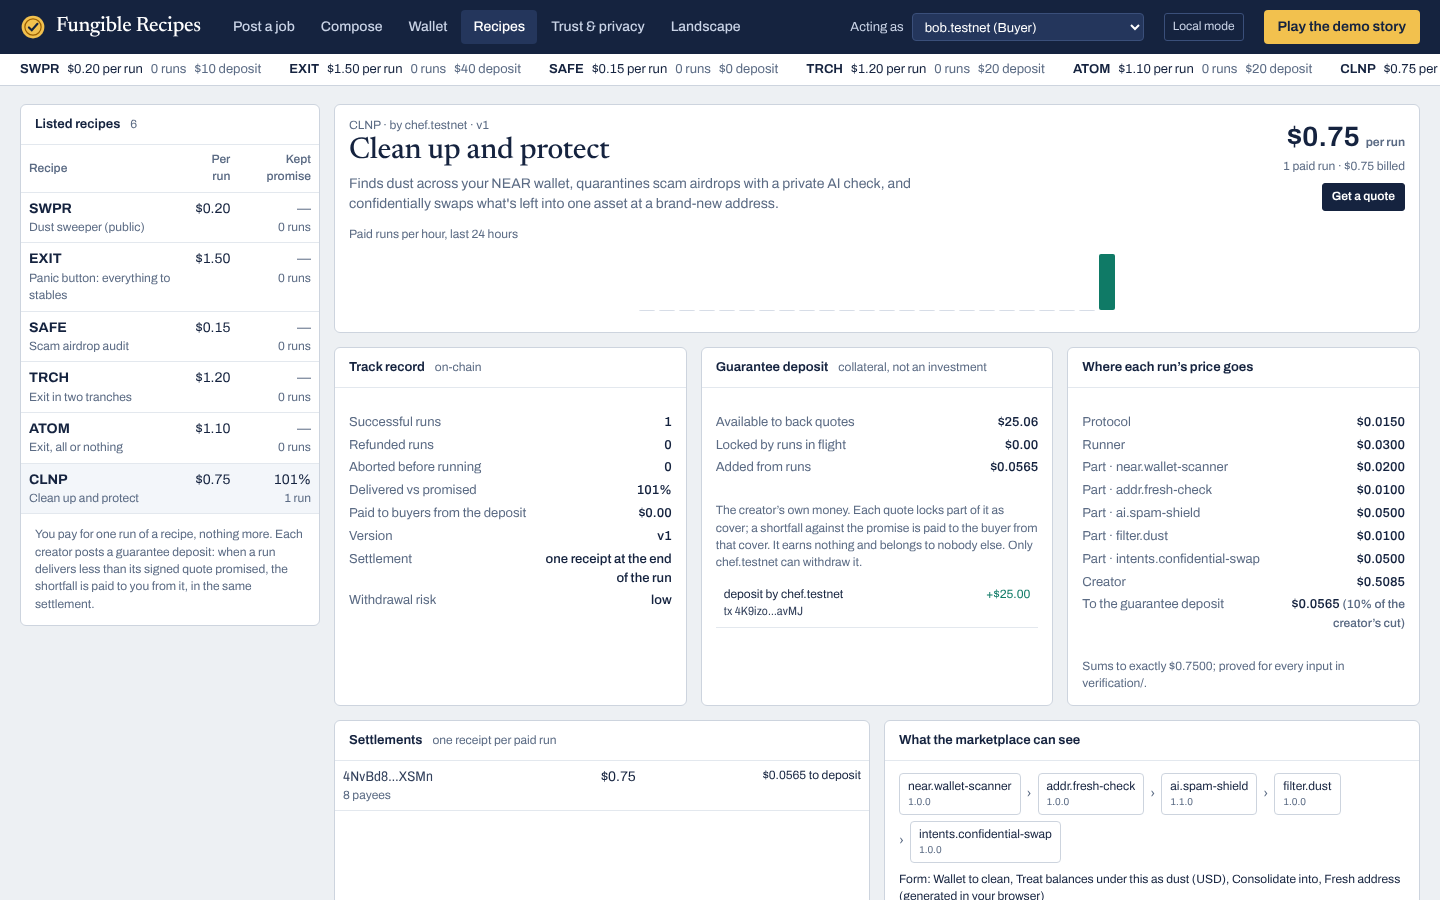 Fungible Recipes
Post a job
Compose
Wallet
Recipes
Trust & privacy
Landscape
Acting as
bob.testnet (Buyer)
Local mode
Play the demo story
SWPR $0.20 per run 0 runs $10 deposit
EXIT $1.50 per run 0 runs $40 deposit
SAFE $0.15 per run 0 runs $0 deposit
TRCH $1.20 per run 0 runs $20 deposit
ATOM $1.10 per run 0 runs $20 deposit
CLNP $0.75 per
Listed recipes 6
Recipe
Per run
Kept promise
SWPR $0.20 —
Dust sweeper (public) 0 runs
EXIT $1.50 —
Panic button: everything to 0 runs
stables
SAFE $0.15 —
Scam airdrop audit 0 runs
TRCH $1.20 —
Exit in two tranches 0 runs
ATOM $1.10 —
Exit, all or nothing 0 runs
CLNP $0.75 101%
Clean up and protect 1 run
You pay for one run of a recipe, nothing more. Each
creator posts a guarantee deposit: when a run
delivers less than its signed quote promised, the
shortfall is paid to you from it, in the same
settlement.
CLNP · by chef.testnet · v1
Clean up and protect
Finds dust across your NEAR wallet, quarantines scam airdrops with a private AI check, and
confidentially swaps what's left into one asset at a brand-new address.
$0.75 per run
1 paid run · $0.75 billed
Get a quote
Paid runs per hour, last 24 hours
Track record on-chain
Successful runs 1
Refunded runs 0
Aborted before running 0
Delivered vs promised 101%
Paid to buyers from the deposit $0.00
Version v1
Settlement one receipt at the end
of the run
Withdrawal risk low
Guarantee deposit collateral, not an investment
Available to back quotes $25.06
Locked by runs in flight $0.00
Added from runs $0.0565
The creator's own money. Each quote locks part of it as
cover; a shortfall against the promise is paid to the buyer from
that cover. It earns nothing and belongs to nobody else. Only
chef.testnet can withdraw it.
deposit by chef.testnet +$25.00
tx 4K9izo…avMJ
Where each run’s price goes
Protocol $0.0150
Runner $0.0300
Part · near.wallet-scanner $0.0200
Part · addr.fresh-check $0.0100
Part · ai.spam-shield $0.0500
Part · filter.dust $0.0100
Part · intents.confidential-swap $0.0500
Creator $0.5085
To the guarantee deposit $0.0565 (10% of the
creator’s cut)
Sums to exactly $0.7500; proved for every input in
verification/.
Settlements one receipt per paid run
4NvBd8…XSMn $0.75 $0.0565 to deposit
8 payees
What the marketplace can see
near.wallet-scanner › addr.fresh-check › ai.spam-shield › filter.dust
1.0.0 1.0.0 1.1.0 1.0.0
› intents.confidential-swap
1.0.0
Form: Wallet to clean, Treat balances under this as dust (USD), Consolidate into, Fresh address
(generated in your browser)